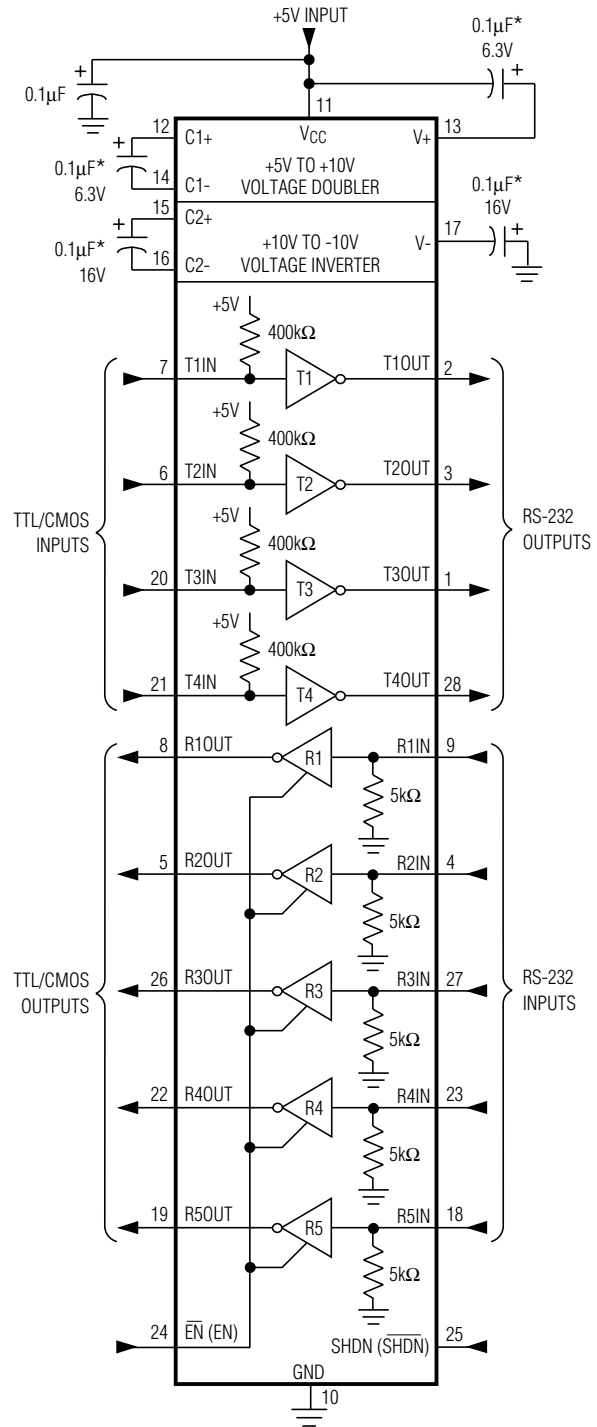 +5V INPUT
0.1µF*
6.3V
+
0.1µF
+
11
VCC
12
C1+
V+
13
+
0.1µF*
6.3V
14
C1-
+5V TO +10V
VOLTAGE DOUBLER
15
C2+
+
0.1µF*
16V
16
C2-
+10V TO -10V
VOLTAGE INVERTER
V-
17
0.1µF*
16V
+
+5V
400kΩ
7
T1IN
T1
T1OUT
2
+5V
400kΩ
6
T2IN
T2
T2OUT
3
TTL/CMOS
INPUTS
RS-232
OUTPUTS
+5V
400kΩ
20
T3IN
T3
T3OUT
1
+5V
400kΩ
21
T4IN
T4
T4OUT
28
8
R1OUT
R1
R1IN
9
5kΩ
5
R2OUT
R2
R2IN
4
5kΩ
TTL/CMOS
OUTPUTS
RS-232
INPUTS
26
R3OUT
R3
R3IN
27
5kΩ
22
R4OUT
R4
R4IN
23
5kΩ
19
R5OUT
R5
R5IN
18
5kΩ
24
E̅N̅ (EN)
SHDN (S̅H̅D̅N̅)
25
GND
10